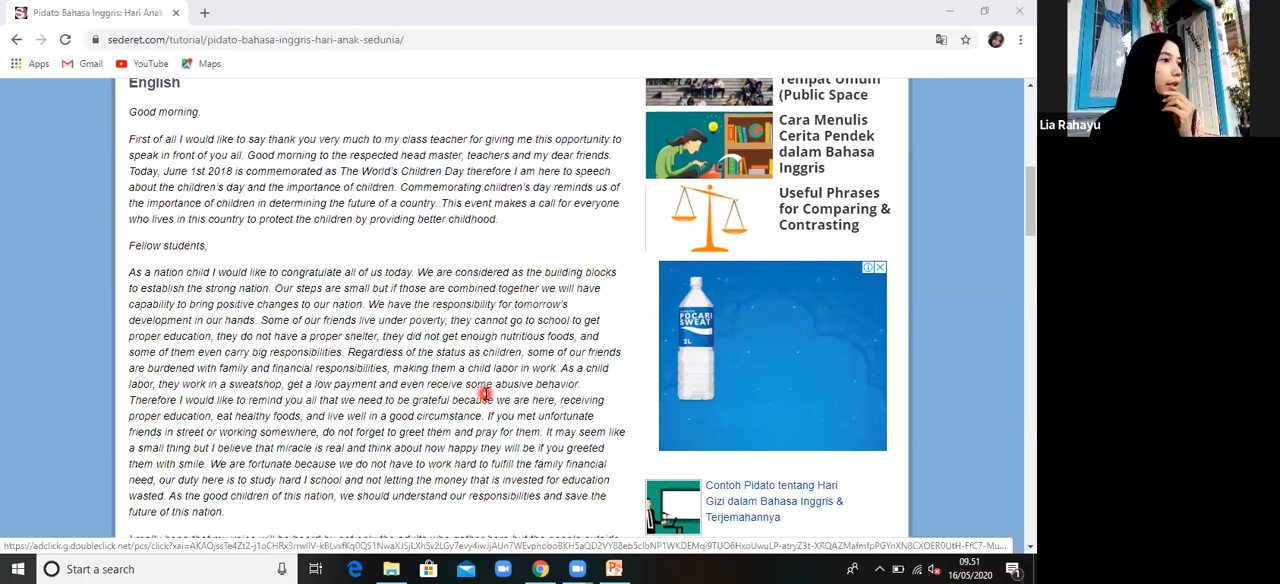 Pidato Bahasa Inggris: Hari Anak
sederet.com/tutorial/pidato-bahasa-inggris-hari-anak-sedunia/
Apps Gmail YouTube Maps
English
Good morning.
First of all I would like to say thank you very much to my class teacher for giving me this opportunity to
speak in front of you all. Good morning to the respected head master, teachers and my dear friends.
Today, June 1st 2018 is commemorated as The World's Children Day therefore I am here to speech
about the children's day and the importance of children. Commemorating children's day reminds us of
the importance of children in determining the future of a country. This event makes a call for everyone
who lives in this country to protect the children by providing better childhood.
Fellow students,
As a nation child I would like to congratulate all of us today. We are considered as the building blocks
to establish the strong nation. Our steps are small but if those are combined together we will have
capability to bring positive changes to our nation. We have the responsibility for tomorrow's
development in our hands. Some of our friends live under poverty, they cannot go to school to get
proper education, they do not have a proper shelter, they did not get enough nutritious foods, and
some of them even carry big responsibilities. Regardless of the status as children, some of our friends
are burdened with family and financial responsibilities, making them a child labor in work. As a child
labor, they work in a sweatshop, get a low payment and even receive some abusive behavior.
Therefore I would like to remind you all that we need to be grateful because we are here, receiving
proper education, eat healthy foods, and live well in a good circumstance. If you met unfortunate
friends in street or working somewhere, do not forget to greet them and pray for them. It may seem like
a small thing but I believe that miracle is real and think about how happy they will be if you greeted
them with smile. We are fortunate because we do not have to work hard to fulfill the family financial
need, our duty here is to study hard I school and not letting the money that is invested for education
wasted. As the good children of this nation, we should understand our responsibilities and save the
future of this nation.
Tempat Umum
(Public Space
Cara Menulis
Cerita Pendek
dalam Bahasa
Inggris
Useful Phrases
for Comparing &
Contrasting
POCARI
SWEAT
2L
Contoh Pidato tentang Hari
Gizi dalam Bahasa Inggris &
Terjemahannya
Lia Rahayu
Start a search
09.51
16/05/2020